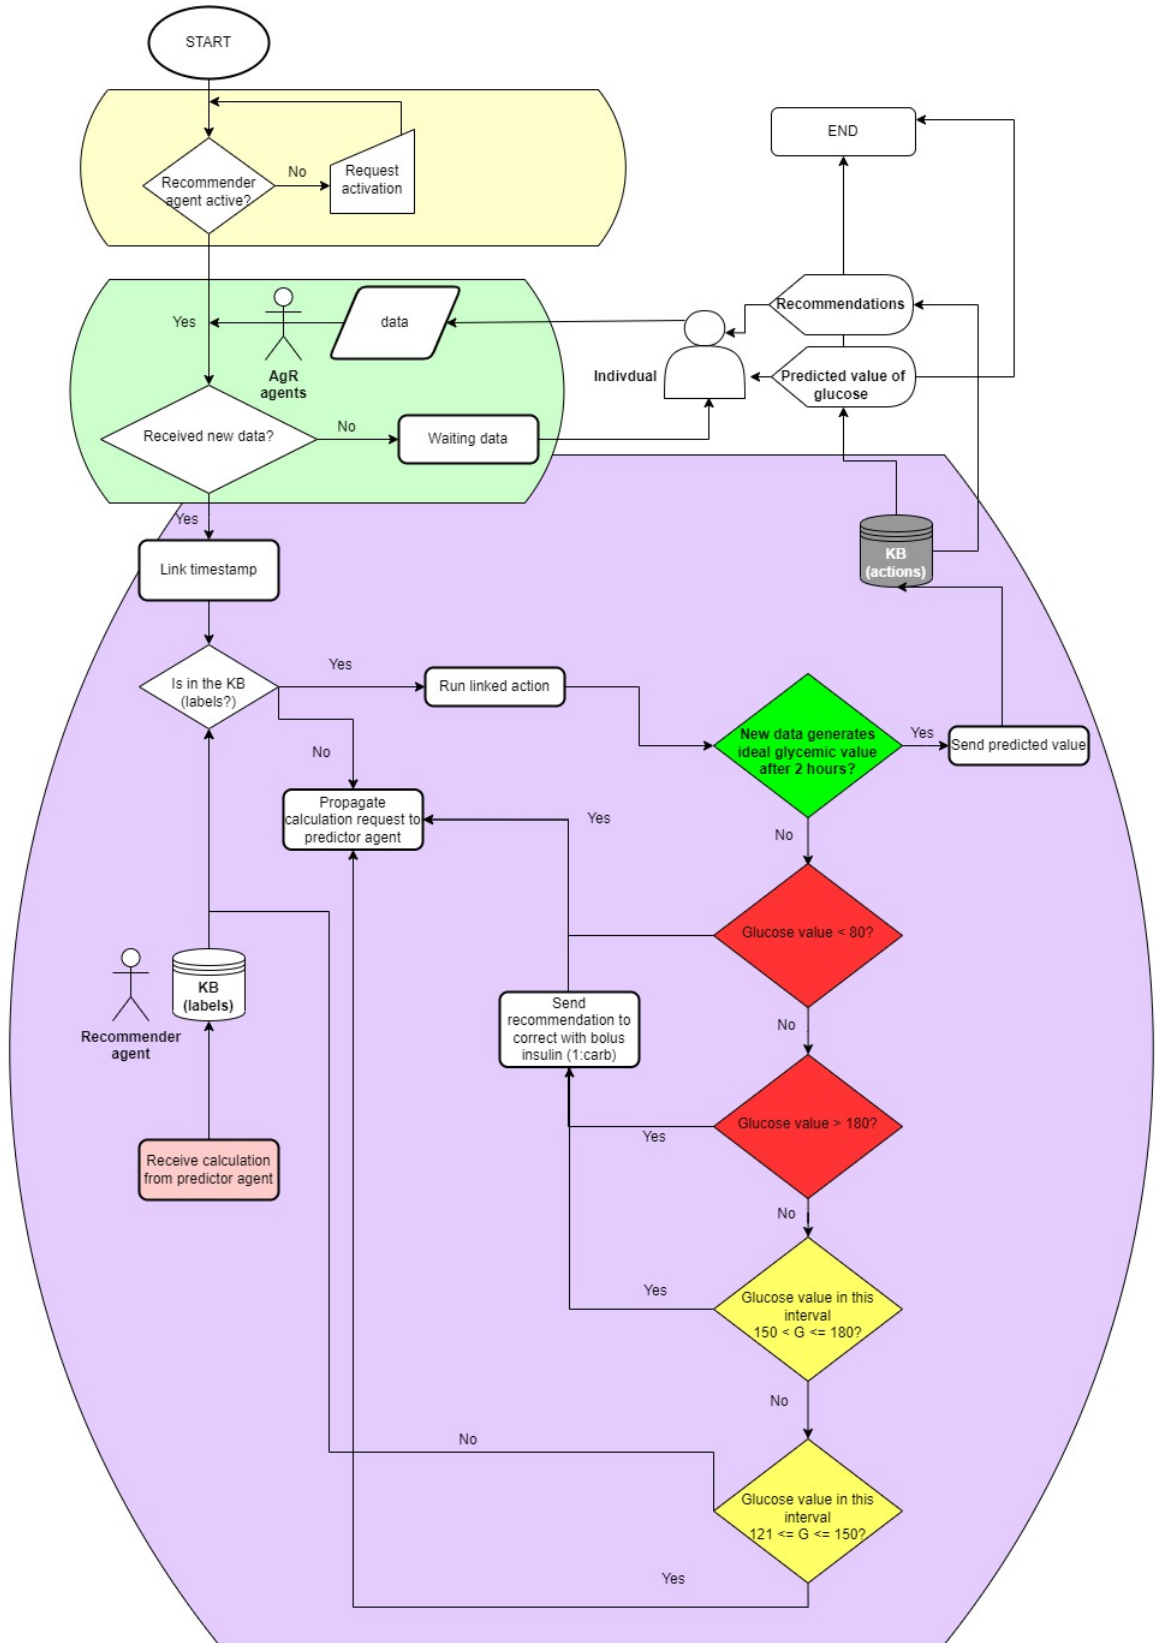 START
END
Recommender
agent active?
No
Request
activation
Yes
AgR
agents
data
Indivdual
Recommendations
Predicted value of
glucose
Received new data?
No
Waiting data
Yes
Link timestamp
KB
(actions)
Is in the KB
(labels?)
Yes
No
Run linked action
New data generates
ideal glycemic value
after 2 hours?
Yes
Send predicted value
Propagate
calculation request to
predictor agent
Yes
No
Glucose value < 80?
No
Recommender
agent
KB
(labels)
Send
recommendation to
correct with bolus
insulin (1:carb)
Glucose value > 180?
Yes
No
Receive calculation
from predictor agent
Yes
Glucose value in this
interval
150 < G <= 180?
No
No
Glucose value in this
interval
121 <= G <= 150?
Yes